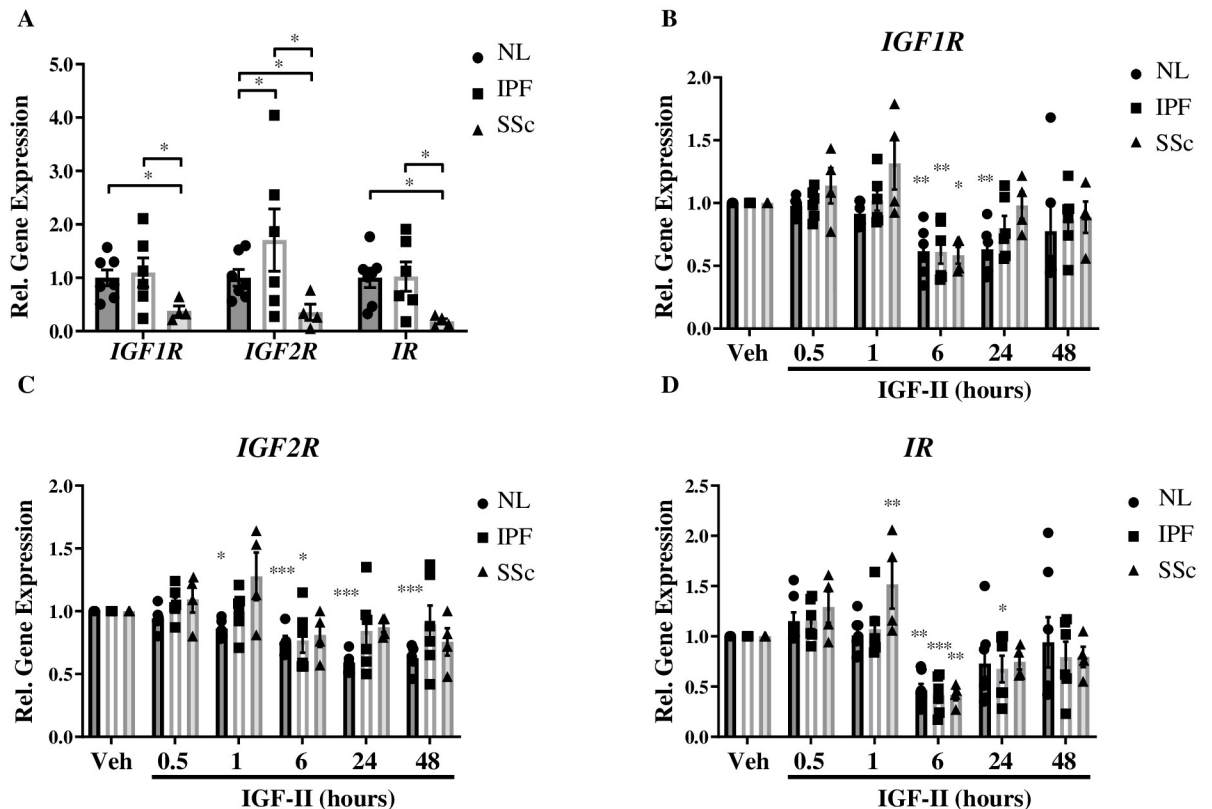 A
NL
IPF
SSc
Rel. Gene Expression
5.0
4.0
3.0
2.0
1.0
0.0
* * * * * * *
IGF1R IGF2R IR
B
IGF1R
NL
IPF
SSc
Rel. Gene Expression
2.0
1.5
1.0
0.5
0.0
** ** * **
Veh 0.5 1 6 24 48
IGF-II (hours)
C
IGF2R
NL
IPF
SSc
Rel. Gene Expression
2.0
1.5
1.0
0.5
0.0
* *** * *** ***
Veh 0.5 1 6 24 48
IGF-II (hours)
D
IR
NL
IPF
SSc
Rel. Gene Expression
2.5
2.0
1.5
1.0
0.5
0.0
** ** *** ** *
Veh 0.5 1 6 24 48
IGF-II (hours)